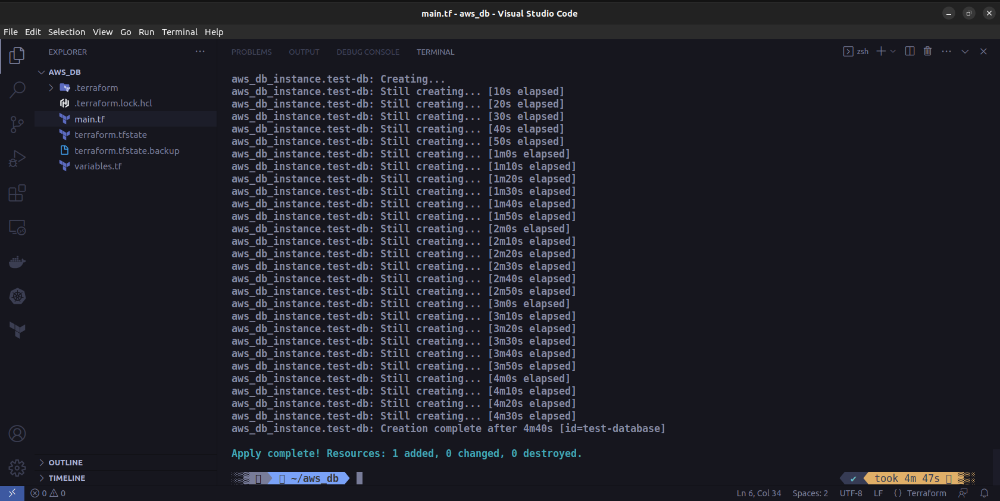 main.tf - aws_db - Visual Studio Code
File Edit Selection View Go Run Terminal Help
EXPLORER
AWS_DB
.terraform
.terraform.lock.hcl
main.tf
terraform.tfstate
terraform.tfstate.backup
variables.tf
OUTLINE
TIMELINE
PROBLEMS OUTPUT DEBUG CONSOLE TERMINAL
zsh
aws_db_instance.test-db: Creating...
aws_db_instance.test-db: Still creating... [10s elapsed]
aws_db_instance.test-db: Still creating... [20s elapsed]
aws_db_instance.test-db: Still creating... [30s elapsed]
aws_db_instance.test-db: Still creating... [40s elapsed]
aws_db_instance.test-db: Still creating... [50s elapsed]
aws_db_instance.test-db: Still creating... [1m0s elapsed]
aws_db_instance.test-db: Still creating... [1m10s elapsed]
aws_db_instance.test-db: Still creating... [1m20s elapsed]
aws_db_instance.test-db: Still creating... [1m30s elapsed]
aws_db_instance.test-db: Still creating... [1m40s elapsed]
aws_db_instance.test-db: Still creating... [1m50s elapsed]
aws_db_instance.test-db: Still creating... [2m0s elapsed]
aws_db_instance.test-db: Still creating... [2m10s elapsed]
aws_db_instance.test-db: Still creating... [2m20s elapsed]
aws_db_instance.test-db: Still creating... [2m30s elapsed]
aws_db_instance.test-db: Still creating... [2m40s elapsed]
aws_db_instance.test-db: Still creating... [2m50s elapsed]
aws_db_instance.test-db: Still creating... [3m0s elapsed]
aws_db_instance.test-db: Still creating... [3m10s elapsed]
aws_db_instance.test-db: Still creating... [3m20s elapsed]
aws_db_instance.test-db: Still creating... [3m30s elapsed]
aws_db_instance.test-db: Still creating... [3m40s elapsed]
aws_db_instance.test-db: Still creating... [3m50s elapsed]
aws_db_instance.test-db: Still creating... [4m0s elapsed]
aws_db_instance.test-db: Still creating... [4m10s elapsed]
aws_db_instance.test-db: Still creating... [4m20s elapsed]
aws_db_instance.test-db: Still creating... [4m30s elapsed]
aws_db_instance.test-db: Creation complete after 4m40s [id=test-database]
Apply complete! Resources: 1 added, 0 changed, 0 destroyed.
~/aws_db ✔ took 4m 47s
0 0 Ln 6, Col 34 Spaces: 2 UTF-8 LF {} Terraform